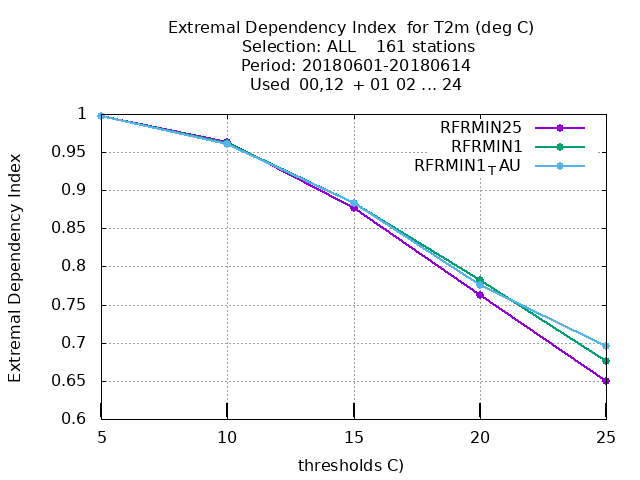 Extremal Dependency Index  for T2m (deg C)
Selection: ALL    161 stations
Period: 20180601-20180614
Used  00,12  + 01 02 ... 24
RFRMIN25
RFRMIN1
RFRMIN1TAU
Extremal Dependency Index
1
0.95
0.9
0.85
0.8
0.75
0.7
0.65
0.6
5 10 15 20 25
thresholds C)